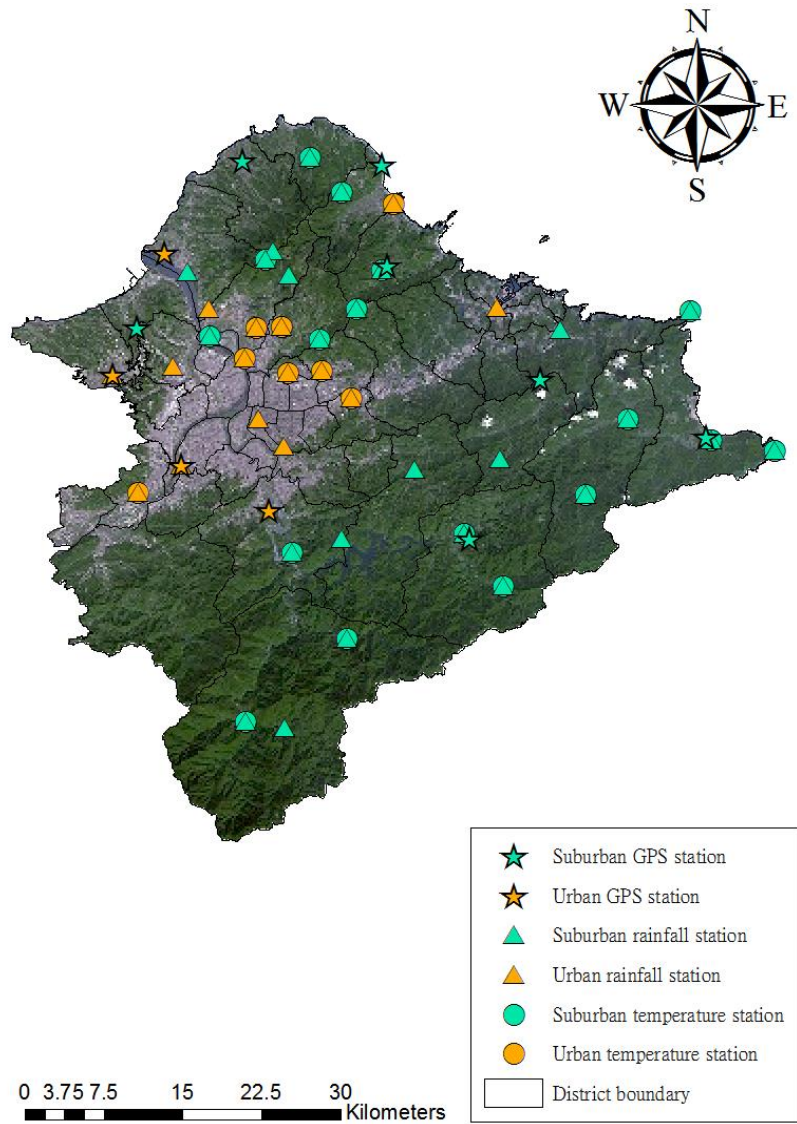 N
W E
S
Suburban GPS station
Urban GPS station
Suburban rainfall station
Urban rainfall station
Suburban temperature station
Urban temperature station
District boundary
0 3.75 7.5 15 22.5 30
Kilometers